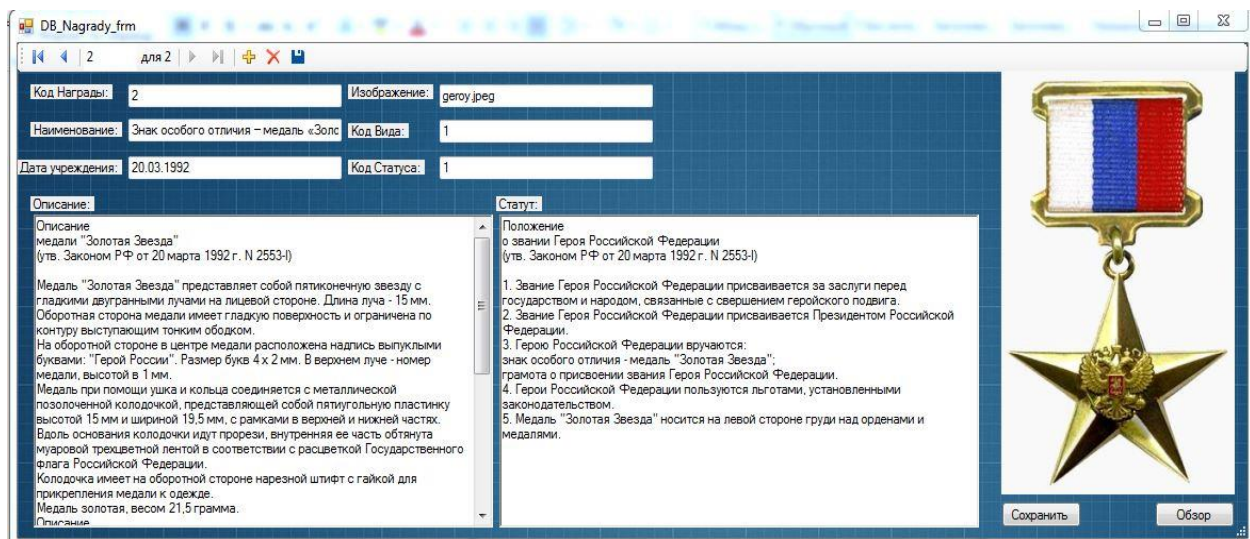 DB_Nagrady_frm
2 для 2
Код Награды: 2
Изображение: geroy.jpeg
Наименование: Знак особого отличия – медаль «Золс
Код Вида: 1
Дата учреждения: 20.03.1992
Код Статуса: 1
Описание:
Описание
медали "Золотая Звезда"
(утв. Законом РФ от 20 марта 1992 г. N 2553-I)
Медаль "Золотая Звезда" представляет собой пятиконечную звезду с
гладкими двугранными лучами на лицевой стороне. Длина луча - 15 мм.
Оборотная сторона медали имеет гладкую поверхность и ограничена по
контуру выступающим тонким ободком.
На оборотной стороне в центре медали расположена надпись выпуклыми
буквами: "Герой России". Размер букв 4 х 2 мм. В верхнем луче - номер
медали, высотой в 1 мм.
Медаль при помощи ушка и кольца соединяется с металлической
позолоченной колодочкой, представляющей собой пятиугольную пластинку
высотой 15 мм и шириной 19,5 мм, с рамками в верхней и нижней частях.
Вдоль основания колодочки идут прорези, внутренняя ее часть обтянута
муаровой трехцветной лентой в соответствии с расцветкой Государственного
флага Российской Федерации.
Колодочка имеет на оборотной стороне нарезной штифт с гайкой для
прикрепления медали к одежде.
Медаль золотая, весом 21,5 грамма.
Описание
Статут:
Положение
о звании Героя Российской Федерации
(утв. Законом РФ от 20 марта 1992 г. N 2553-I)
1. Звание Героя Российской Федерации присваивается за заслуги перед
государством и народом, связанные с свершением геройского подвига.
2. Звание Героя Российской Федерации присваивается Президентом Российской
Федерации.
3. Герою Российской Федерации вручаются:
знак особого отличия - медаль "Золотая Звезда";
грамота о присвоении звания Героя Российской Федерации.
4. Герои Российской Федерации пользуются льготами, установленными
законодательством.
5. Медаль "Золотая Звезда" носится на левой стороне груди над орденами и
медалями.
Сохранить
Обзор